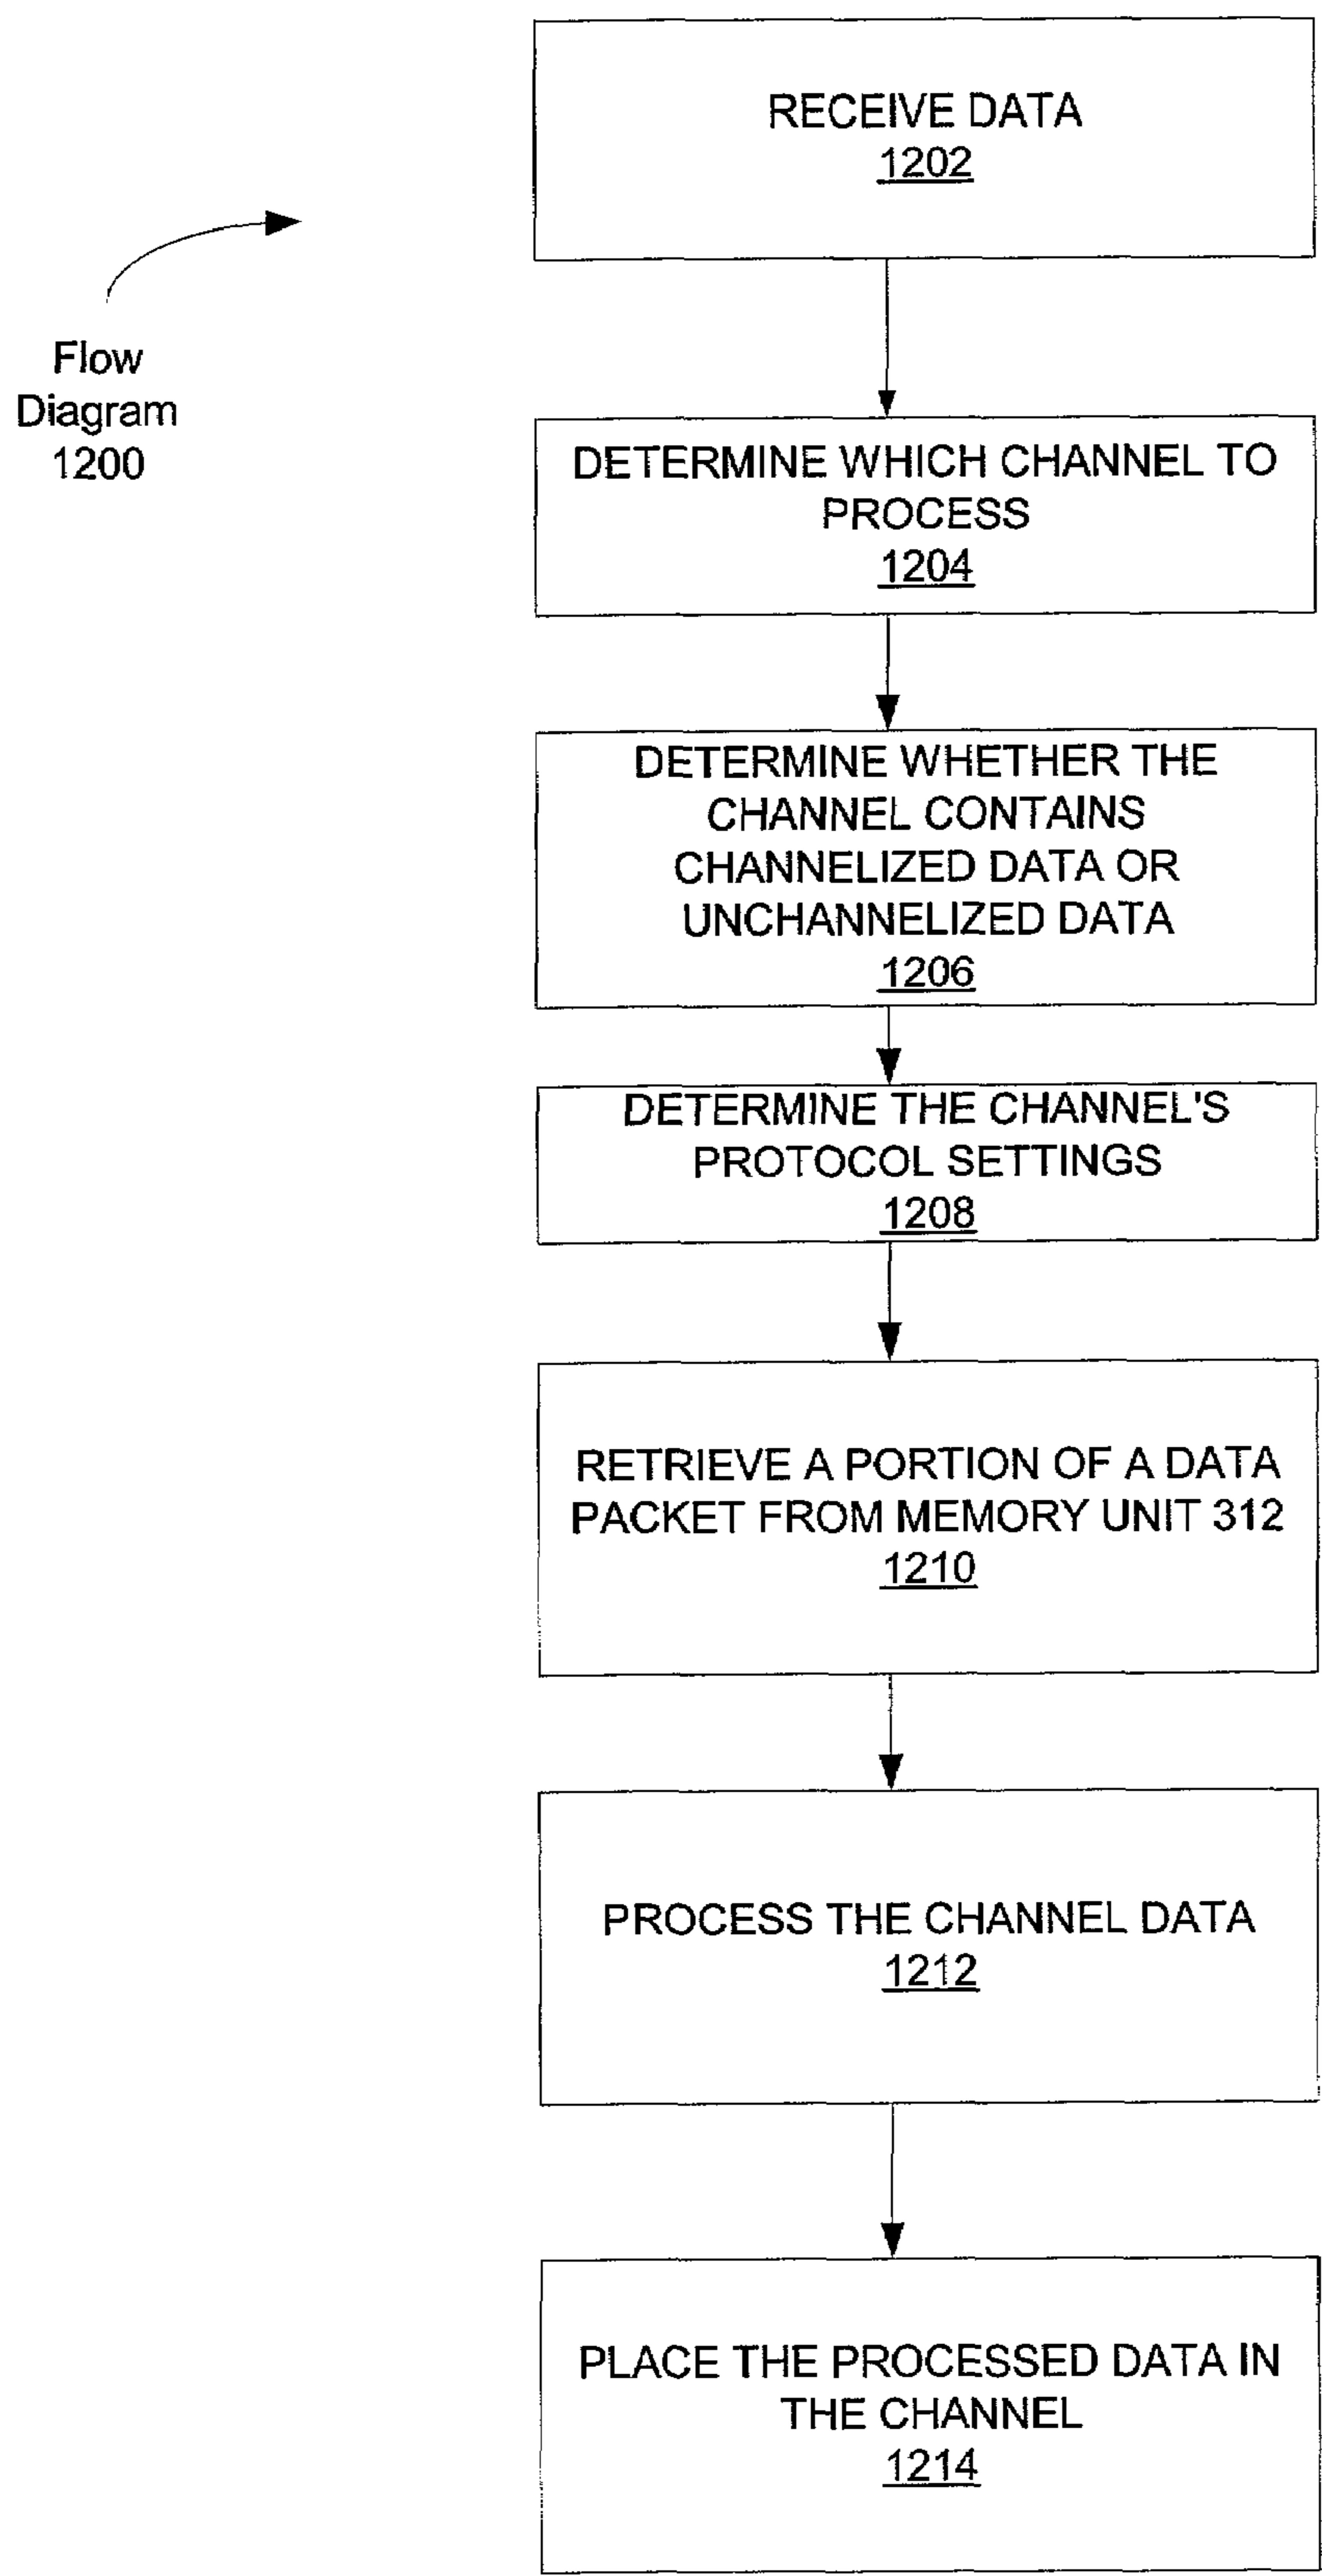 RECEIVE DATA
1202
Flow
Diagram
1200
DETERMINE WHICH CHANNEL TO
PROCESS
1204
DETERMINE WHETHER THE
CHANNEL CONTAINS
CHANNELIZED DATA OR
UNCHANNELIZED DATA
1206
DETERMINE THE CHANNEL'S
PROTOCOL SETTINGS
1208
RETRIEVE A PORTION OF A DATA
PACKET FROM MEMORY UNIT 312
1210
PROCESS THE CHANNEL DATA
1212
PLACE THE PROCESSED DATA IN
THE CHANNEL
1214